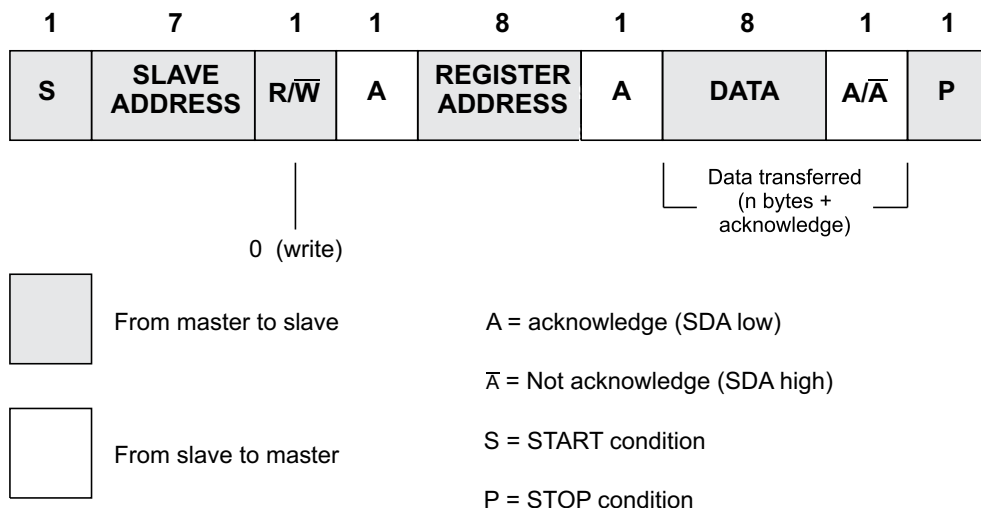 1 7 1 1 8 1 8 1 1
S SLAVE ADDRESS R/W̅ A REGISTER ADDRESS A DATA A/A̅ P
Data transferred
(n bytes +
acknowledge)
0 (write)
From master to slave
A = acknowledge (SDA low)
A̅ = Not acknowledge (SDA high)
From slave to master
S = START condition
P = STOP condition